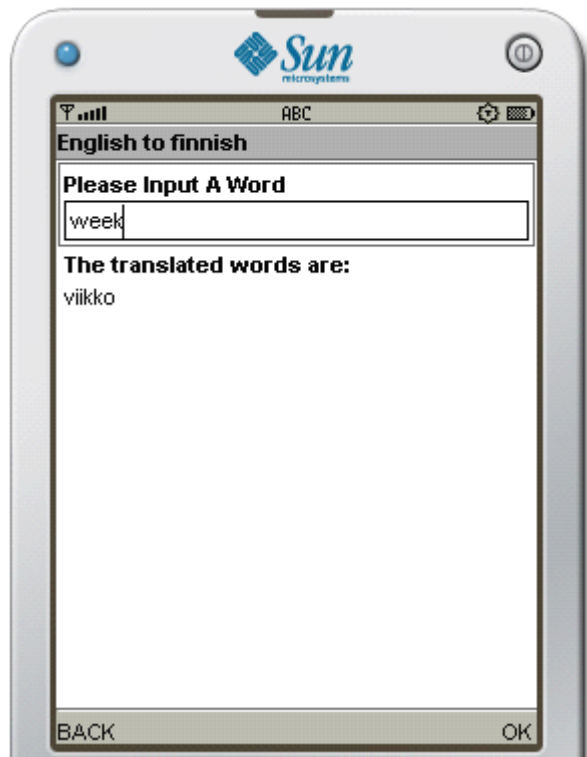 Sun
microsystems
ABC
English to finnish
Please Input A Word
week
The translated words are:
viikko
BACK OK